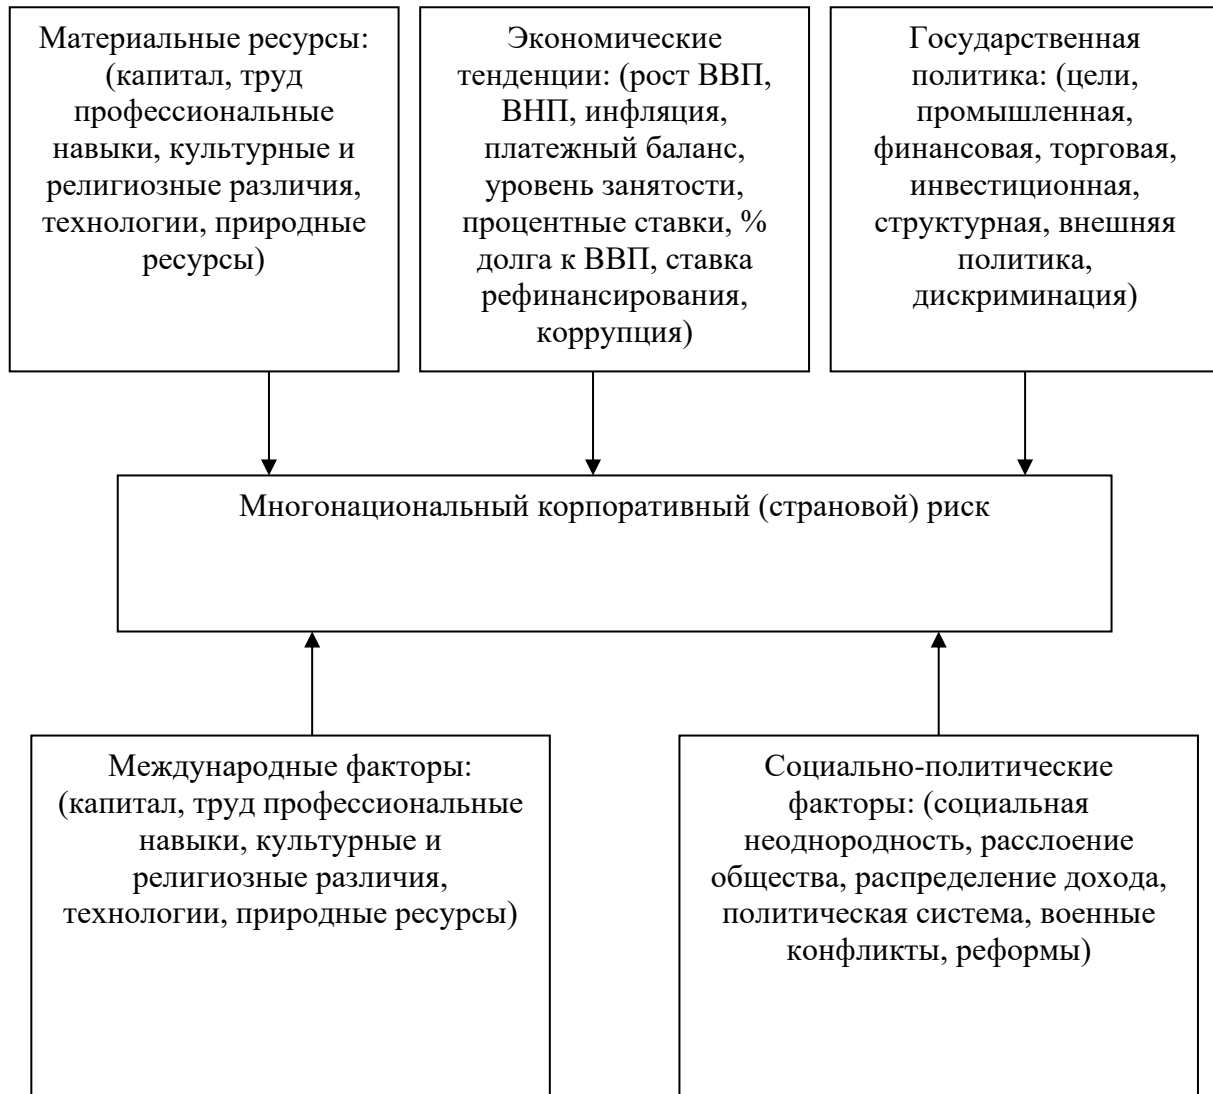 Материальные ресурсы:
(капитал, труд
профессиональные
навыки, культурные и
религиозные различия,
технологии, природные
ресурсы)
Экономические
тенденции: (рост ВВП,
ВНП, инфляция,
платежный баланс,
уровень занятости,
процентные ставки, %
долга к ВВП, ставка
рефинансирования,
коррупция)
Государственная
политика: (цели,
промышленная,
финансовая, торговая,
инвестиционная,
структурная, внешняя
политика,
дискриминация)
Многонациональный корпоративный (страновой) риск
Международные факторы:
(капитал, труд профессиональные
навыки, культурные и
религиозные различия,
технологии, природные ресурсы)
Социально-политические
факторы: (социальная
неоднородность, расслоение
общества, распределение дохода,
политическая система, военные
конфликты, реформы)